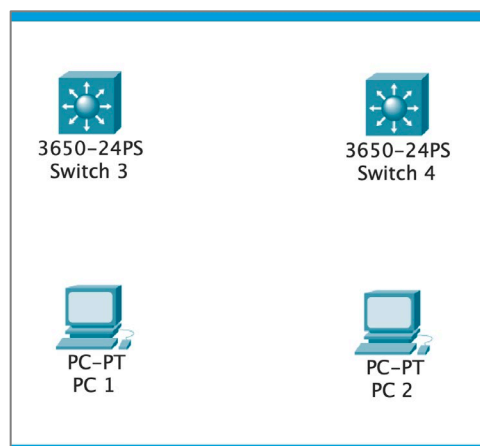 3650-24PS
Switch 3
3650-24PS
Switch 4
PC-PT
PC 1
PC-PT
PC 2